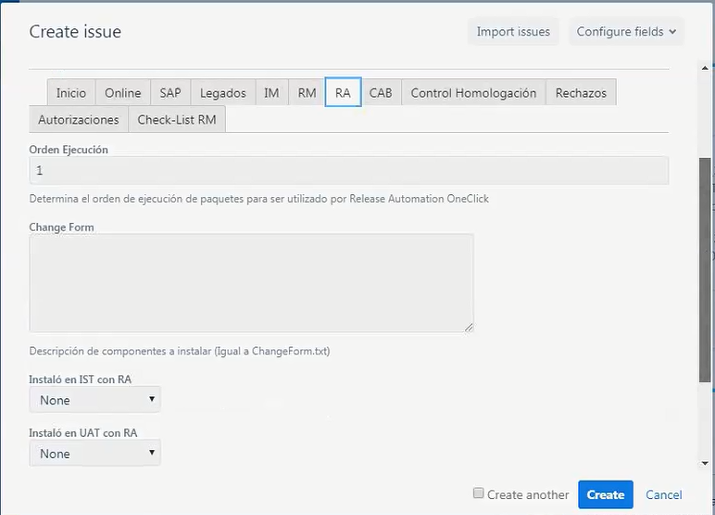 Create issue
Import issues
Configure fields
Inicio Online SAP Legados IM RM RA CAB Control Homologación Rechazos
Autorizaciones Check-List RM
Orden Ejecución
1
Determina el orden de ejecución de paquetes para ser utilizado por Release Automation OneClick
Change Form
Descripción de componentes a instalar (Igual a ChangeForm.txt)
Instaló en IST con RA
None
Instaló en UAT con RA
None
Create another Create Cancel